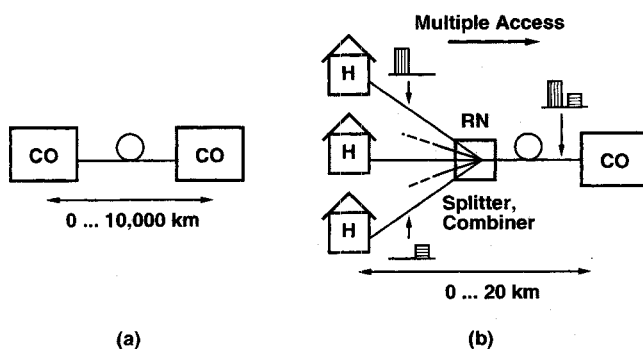 CO
CO
0 ... 10,000 km
(a)
Multiple Access
H
H
H
RN
CO
Splitter,
Combiner
0 ... 20 km
(b)